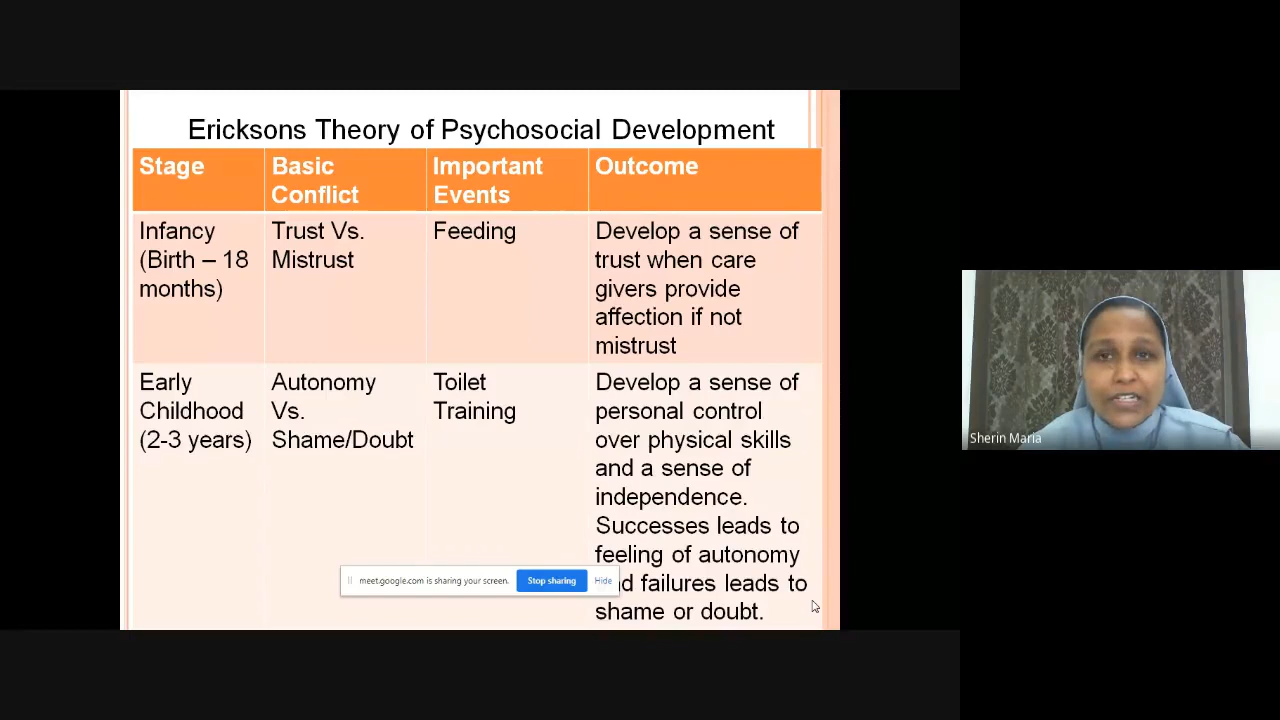 Ericksons Theory of Psychosocial Development
Stage
Basic
Conflict
Important
Events
Outcome
Infancy
(Birth – 18
months)
Trust Vs.
Mistrust
Feeding
Develop a sense of
trust when care
givers provide
affection if not
mistrust
Early
Childhood
(2-3 years)
Autonomy
Vs.
Shame/Doubt
Toilet
Training
Develop a sense of
personal control
over physical skills
and a sense of
independence.
Successes leads to
feeling of autonomy
failures leads to
shame or doubt.
meet.google.com is sharing your screen.
Stop sharing
Hide
Sherin Maria